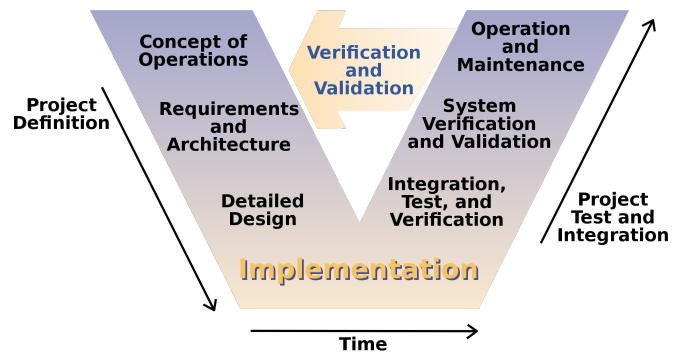 Concept of
Operations
Verification
and
Validation
Operation
and
Maintenance
Project
Definition
Requirements
and
Architecture
System
Verification
and Validation
Detailed
Design
Integration,
Test, and
Verification
Project
Test and
Integration
Implementation
Time